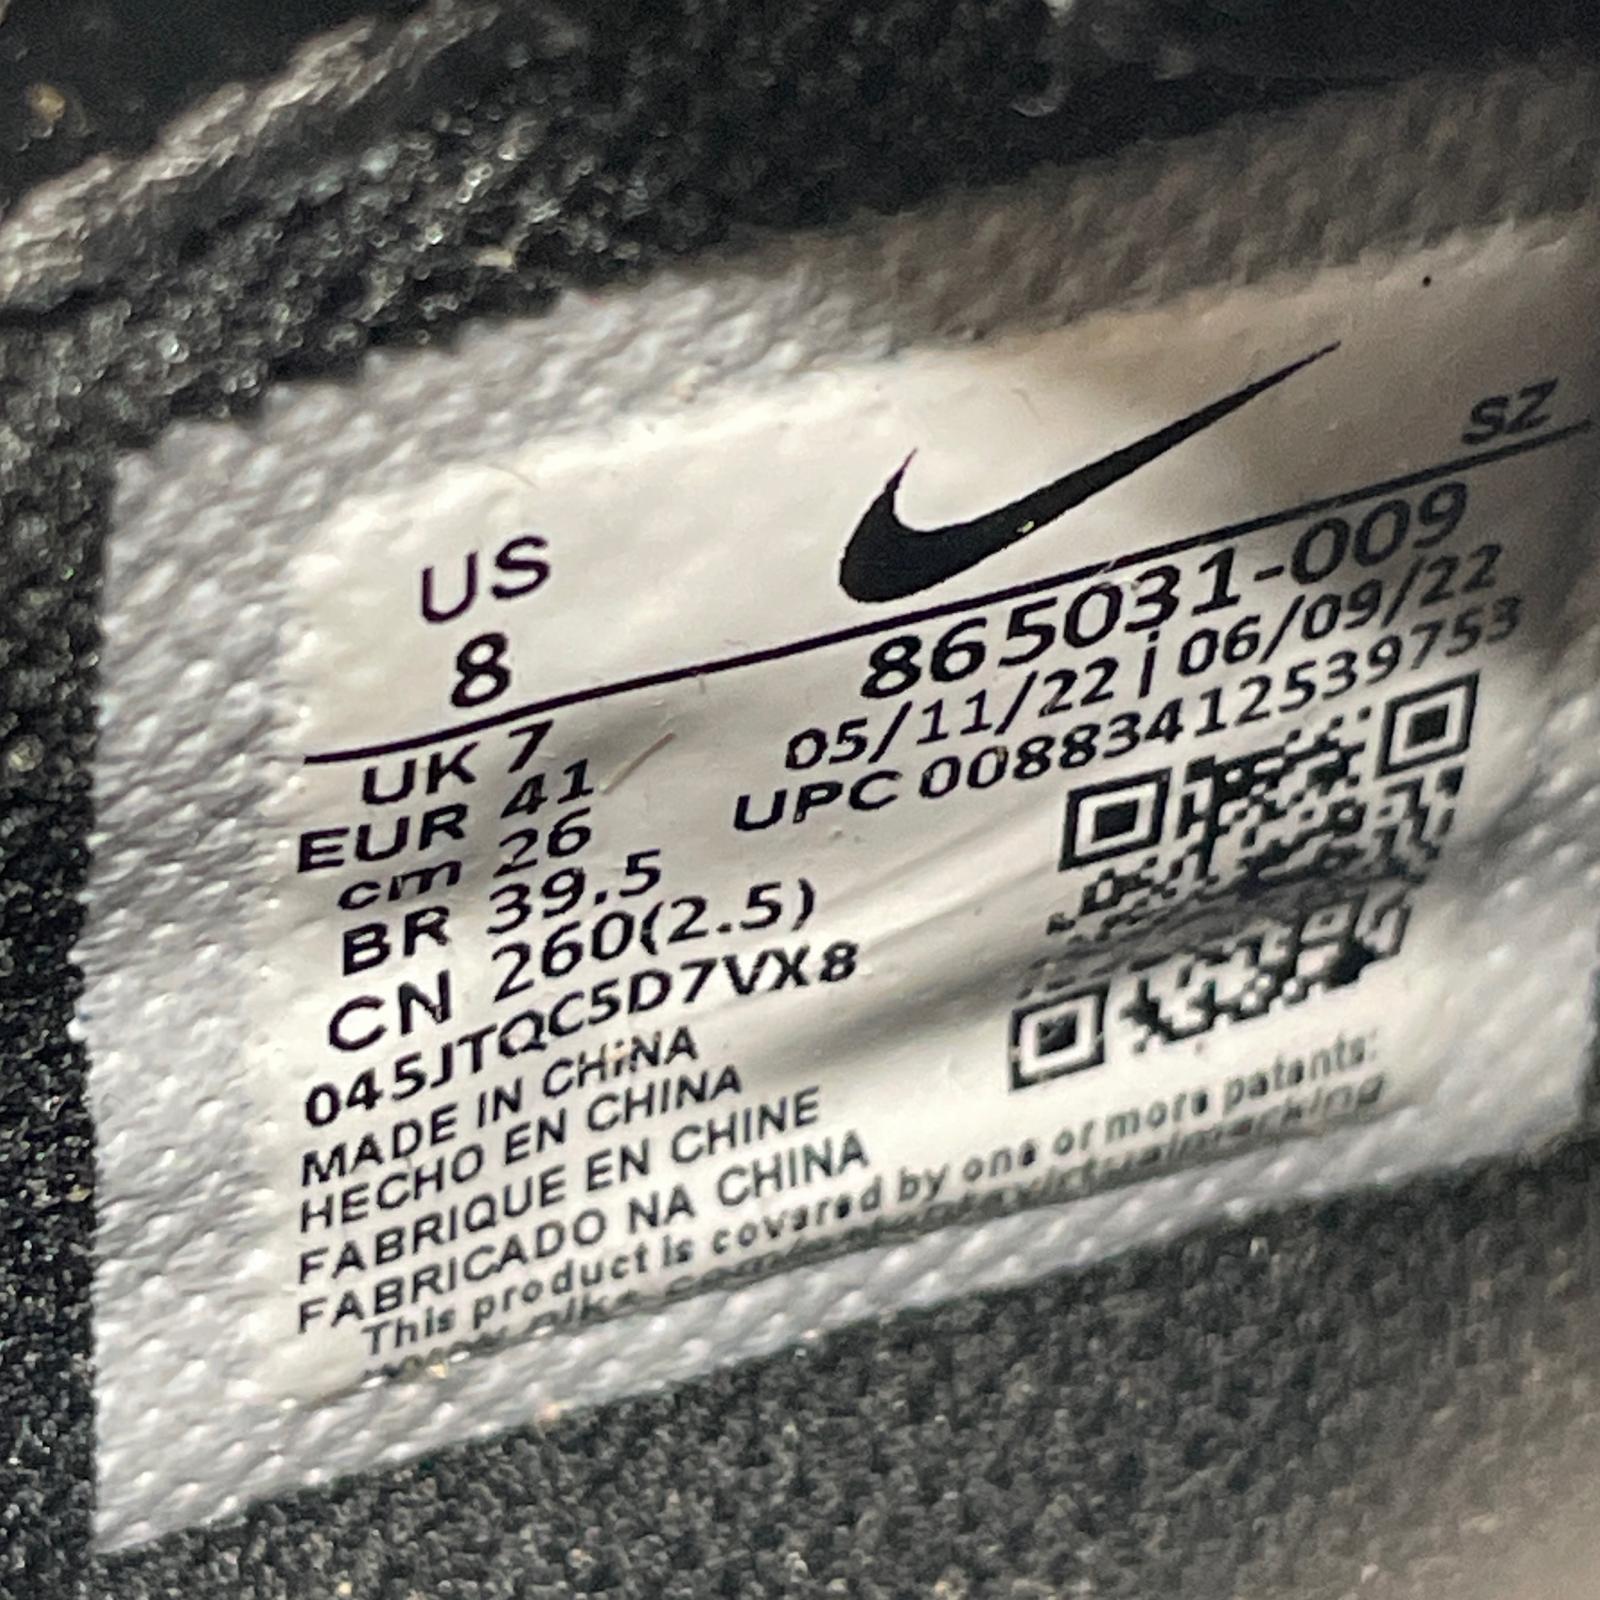 US
8
SZ
UK 7
EUR 41
cm 26
BR 39.5
CN 260(2.5)
045JTQC5D7VX8
865031-009
05/11/22 | 06/09/22
UPC 00883412539753
MADE IN CHINA
HECHO EN CHINA
FABRIQUE EN CHINE
FABRICADO NA CHINA
This product is covered by one or more patents: